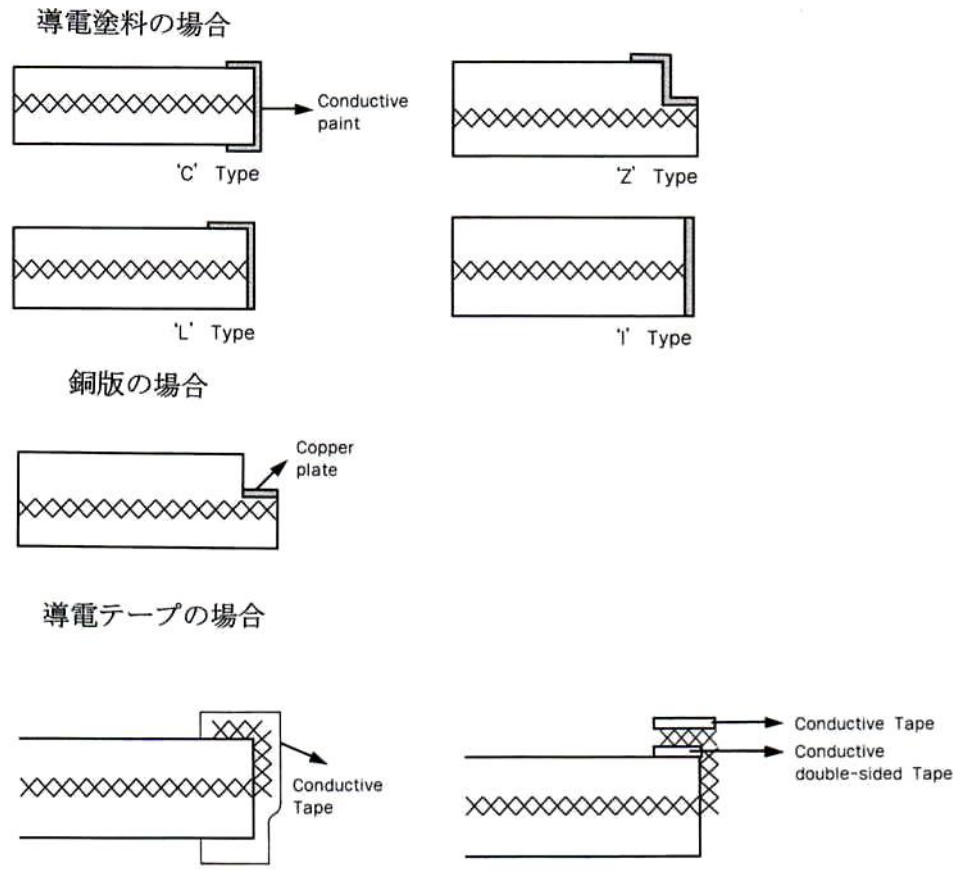 導電塗料の場合
Conductive
paint
'C' Type
'Z' Type
'L' Type
'I' Type
銅版の場合
Copper
plate
導電テープの場合
Conductive
Tape
Conductive Tape
Conductive
double-sided Tape